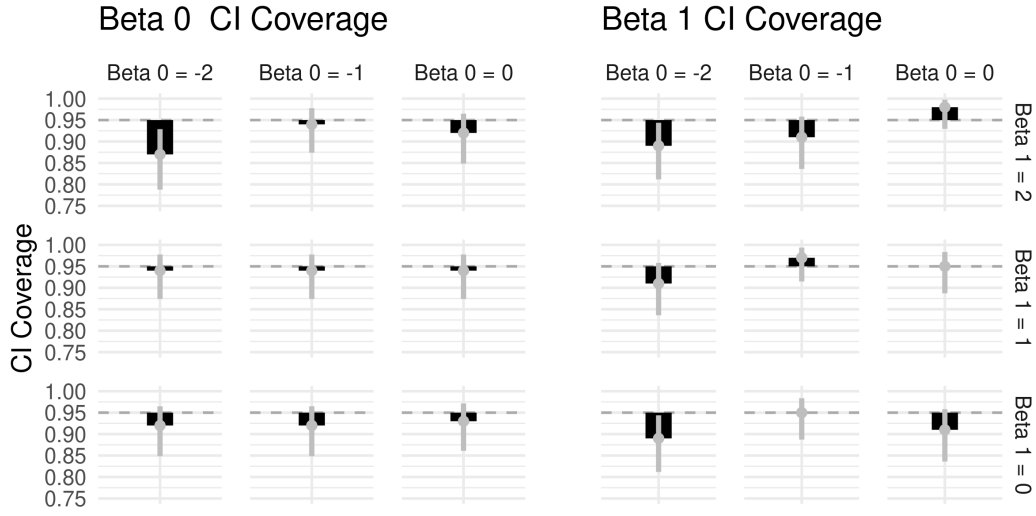 Beta 0  CI Coverage
Beta 1 CI Coverage
Beta 0 = -2
Beta 0 = -1
Beta 0 = 0
Beta 0 = -2
Beta 0 = -1
Beta 0 = 0
CI Coverage
1.00
0.95
0.90
0.85
0.80
0.75
Beta 1 = 2
1.00
0.95
0.90
0.85
0.80
0.75
Beta 1 = 1
1.00
0.95
0.90
0.85
0.80
0.75
Beta 1 = 0